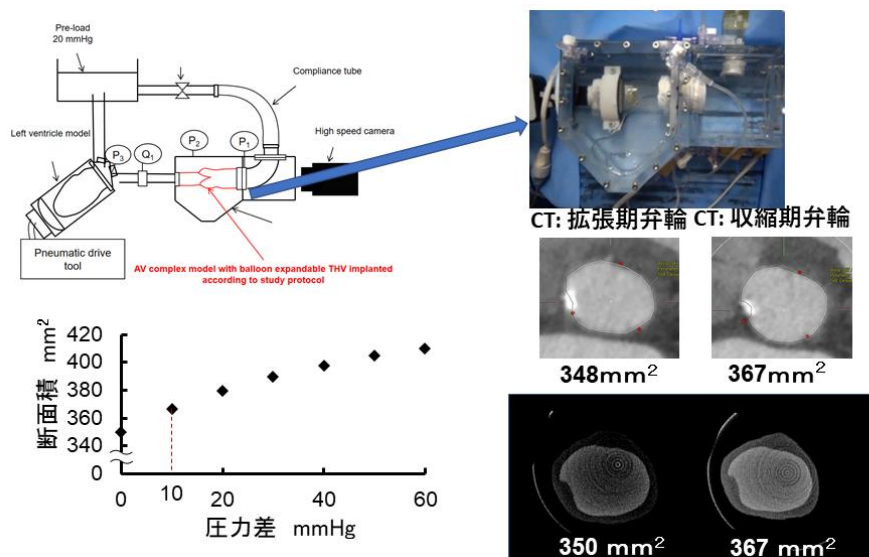 Pre-load
20 mmHg
Compliance tube
Left ventricle model
High speed camera
P3
Q1
P2
P1
Pneumatic drive
tool
AV complex model with balloon expandable THV implanted
according to study protocol
CT: 拡張期弁輪
CT: 収縮期弁輪
348mm²
367mm²
断面積 mm²
420
400
380
360
340
0
0
10
20
40
60
圧力差 mmHg
350 mm²
367 mm²